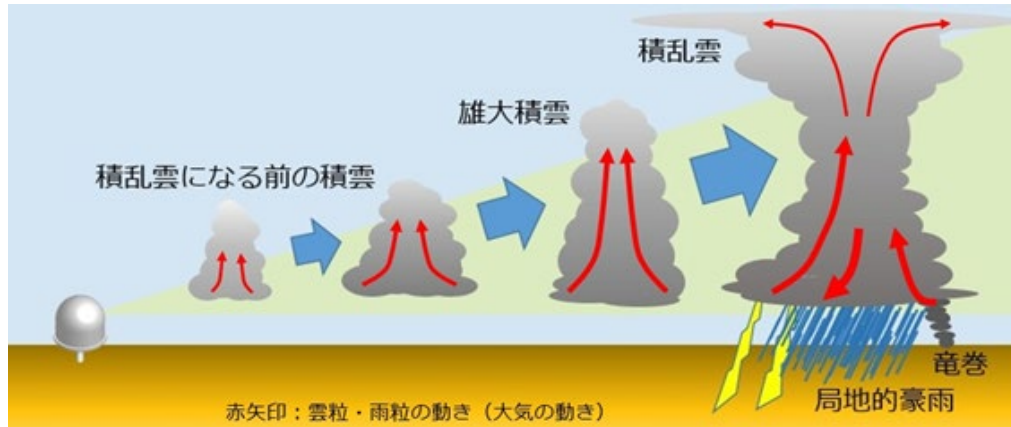 積乱雲
雄大積雲
積乱雲になる前の積雲
竜巻
局地的豪雨
赤矢印：雲粒・雨粒の動き（大気の動き）